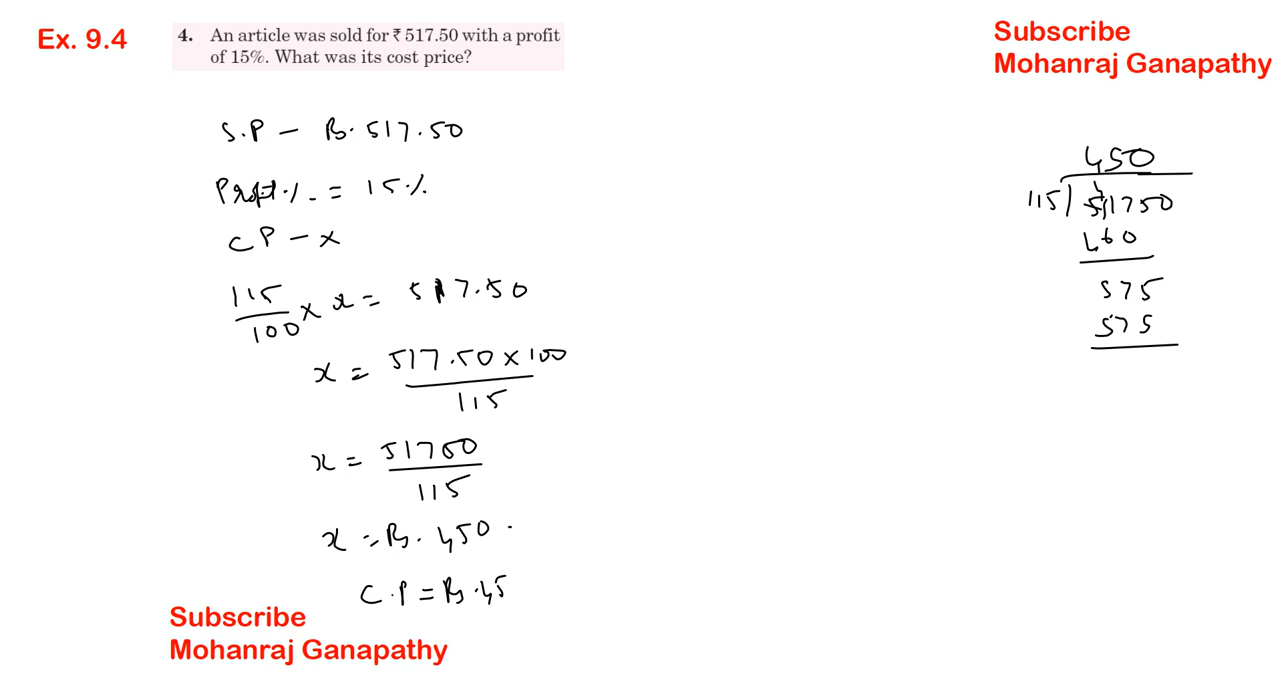 Ex. 9.4
4. An article was sold for ₹ 517.50 with a profit
of 15%. What was its cost price?
Subscribe
Mohanraj Ganapathy
S.P – Rs. 517.50
Profit % = 15 %
CP – x
115/100 × x = 517.50
x = 517.50 × 100 / 115
x = 51750 / 115
x = Rs. 450.
C.P = Rs. 45
450
115) 51750
460
575
575
Subscribe
Mohanraj Ganapathy